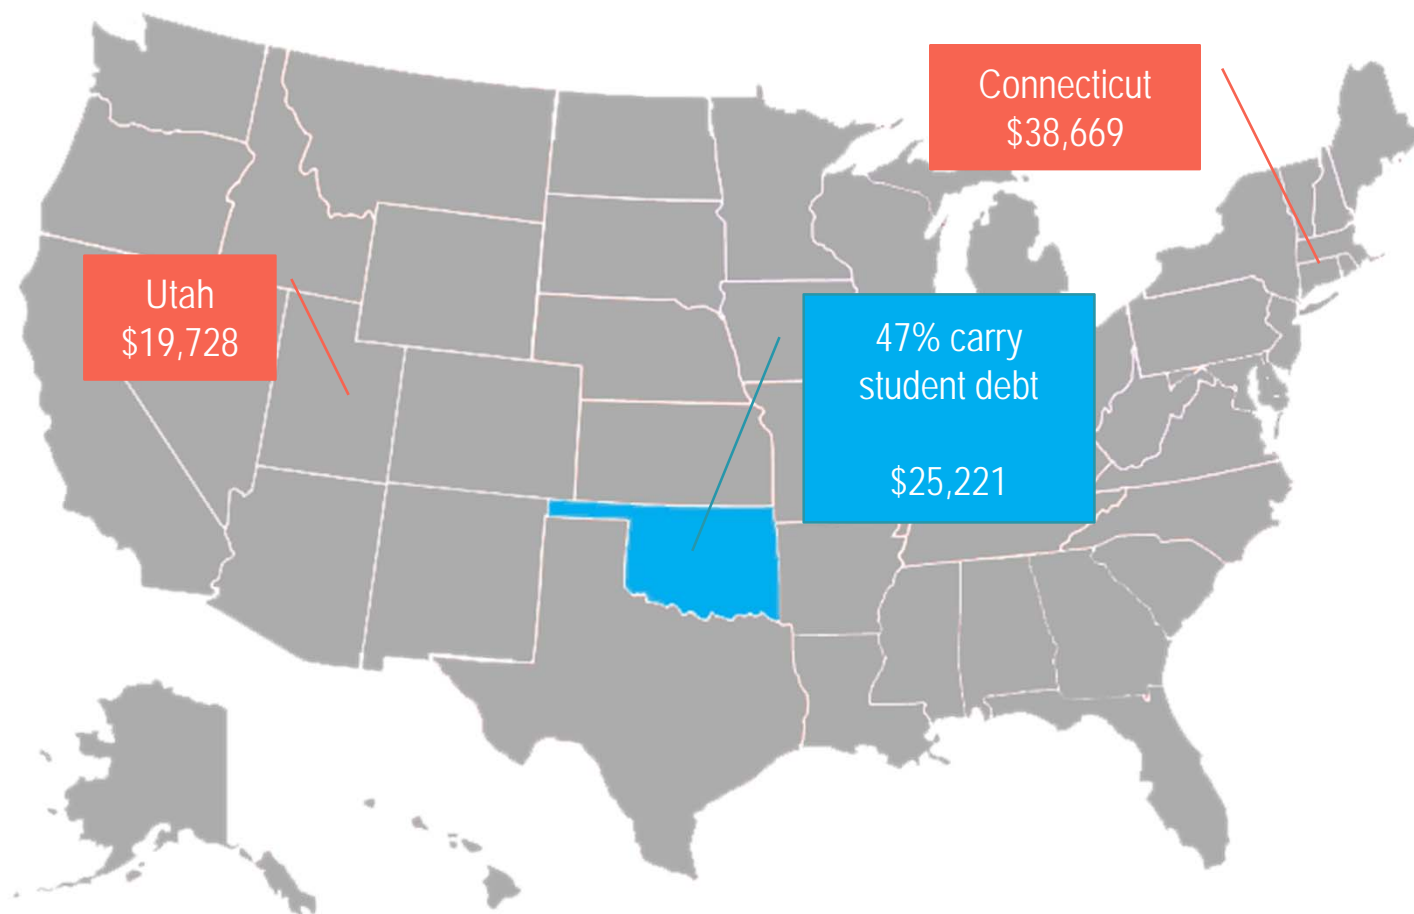 Connecticut
$38,669
Utah
$19,728
47% carry
student debt
$25,221